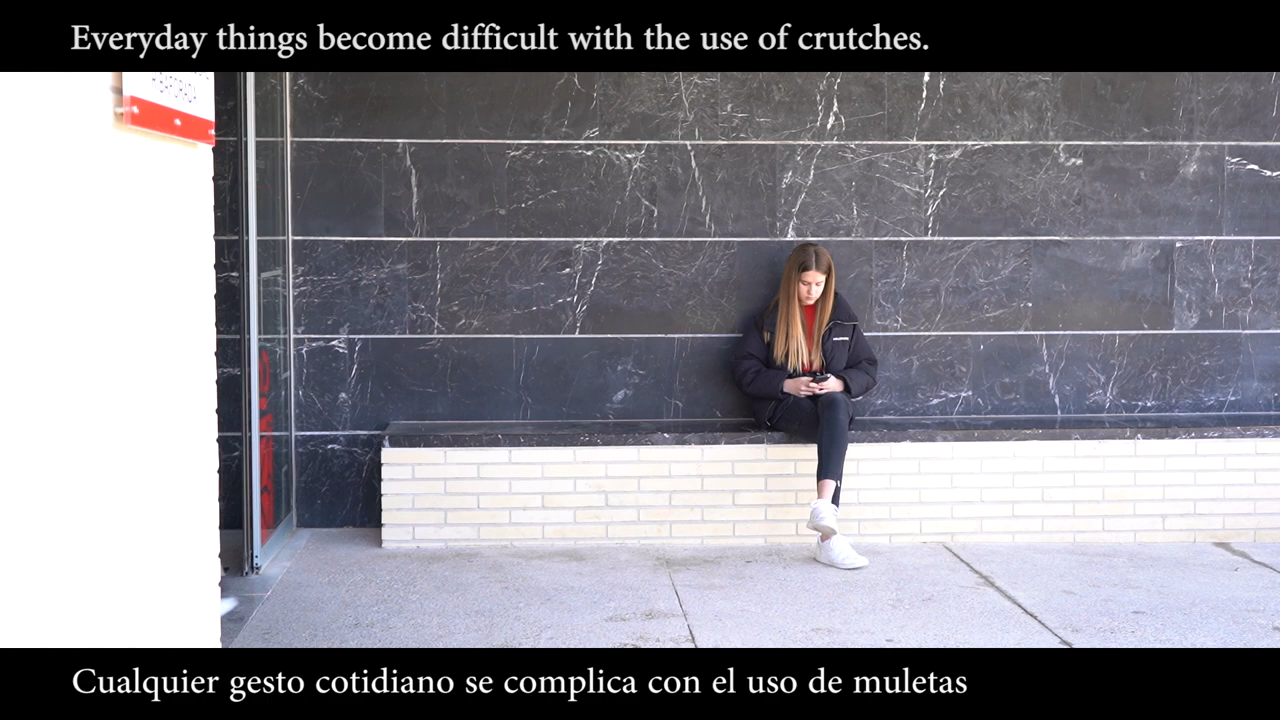 Everyday things become difficult with the use of crutches.
RIBAFORADA
Cualquier gesto cotidiano se complica con el uso de muletas